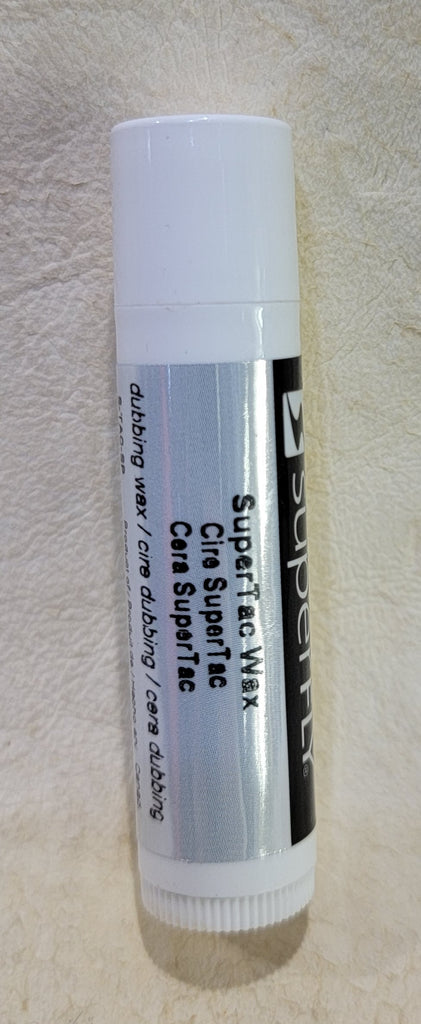 superFLY®
SuperTac Wax
Cire SuperTac
Cera SuperTac
dubbing wax / cire dubbing / cera dubbing